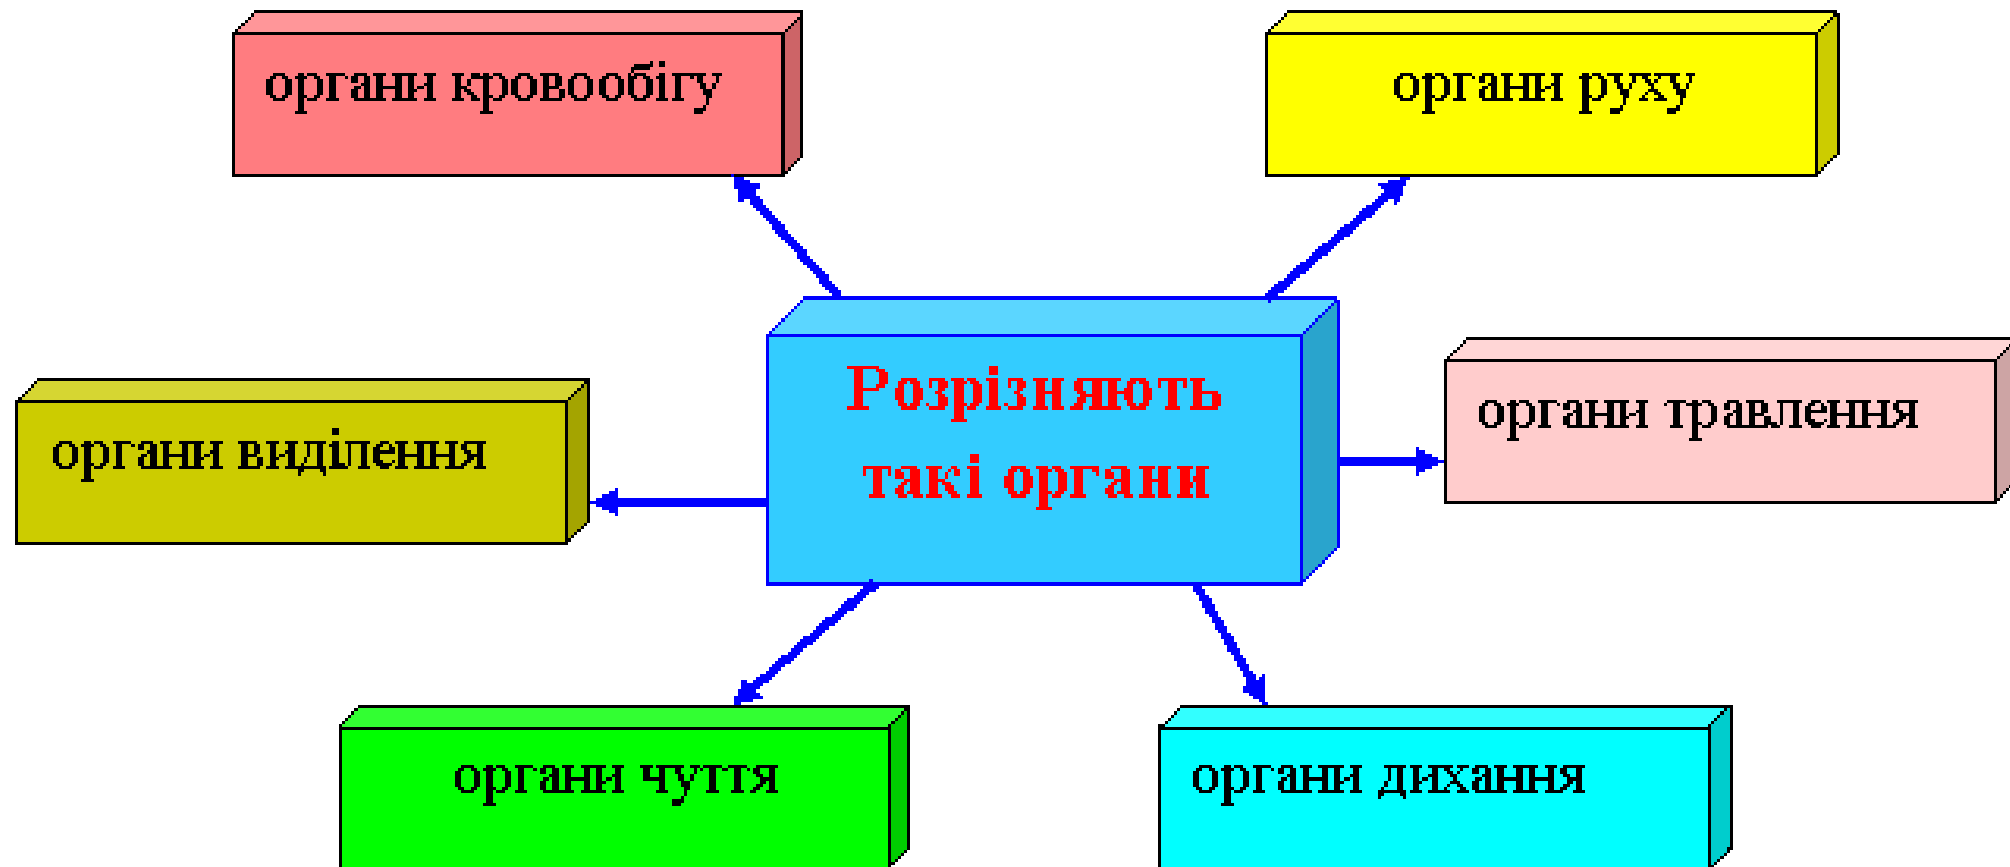 органи кровообігу
органи руху
Розрізняють
такі органи
органи травлення
органи виділення
органи чуття
органи дихання